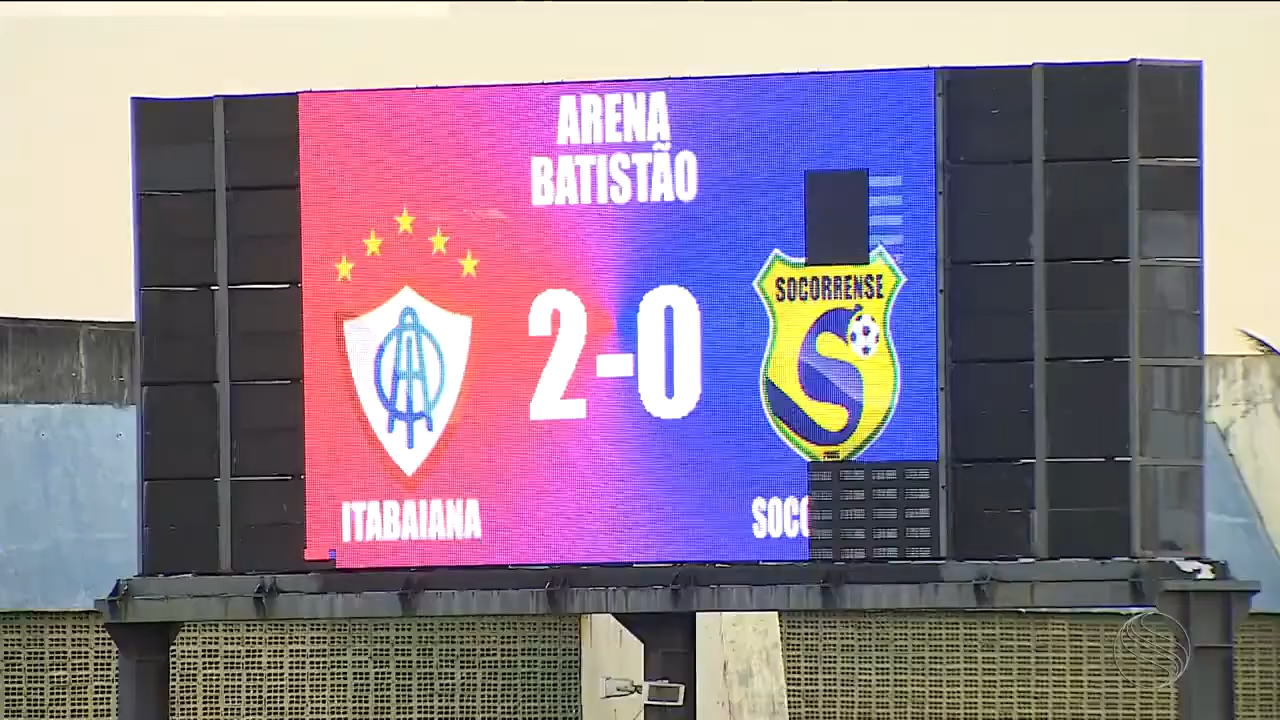 ARENA
BATISTÃO
SOCORRENSE
2-0
ITABAIANA
SOCO